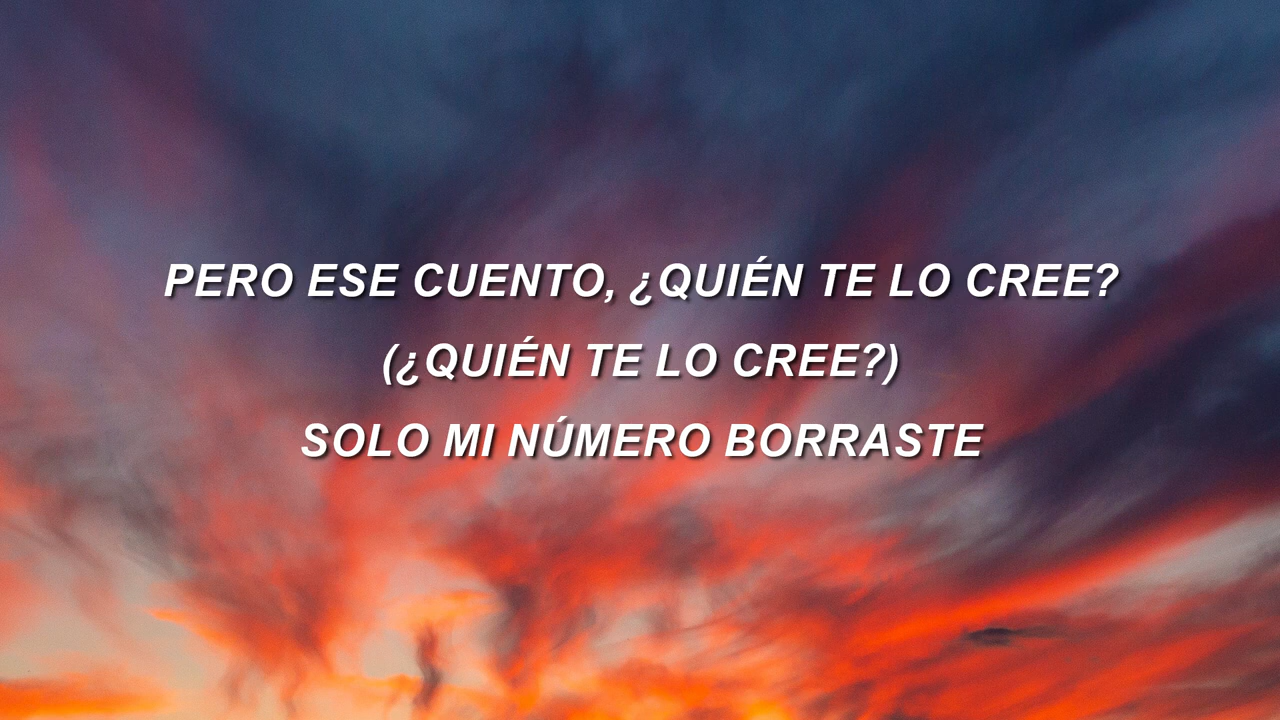 PERO ESE CUENTO, ¿QUIÉN TE LO CREE?
(¿QUIÉN TE LO CREE?)
SOLO MI NÚMERO BORRASTE